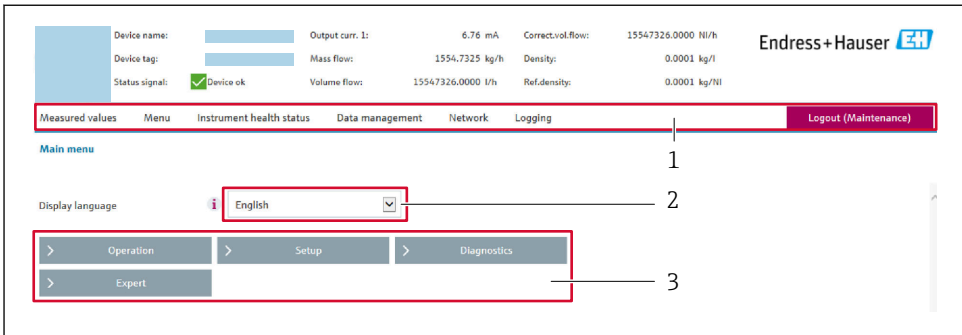 Device name: Output curr. 1: 6.76 mA Correct.vol.flow: 15547326.0000 Nl/h
Endress+Hauser EH
Device tag: Mass flow: 1554.7325 kg/h Density: 0.0001 kg/l
Status signal: Device ok Volume flow: 15547326.0000 l/h Ref.density: 0.0001 kg/Nl
Measured values Menu Instrument health status Data management Network Logging Logout (Maintenance)
1
Main menu
Display language i English 2
> Operation > Setup > Diagnostics
> Expert 3